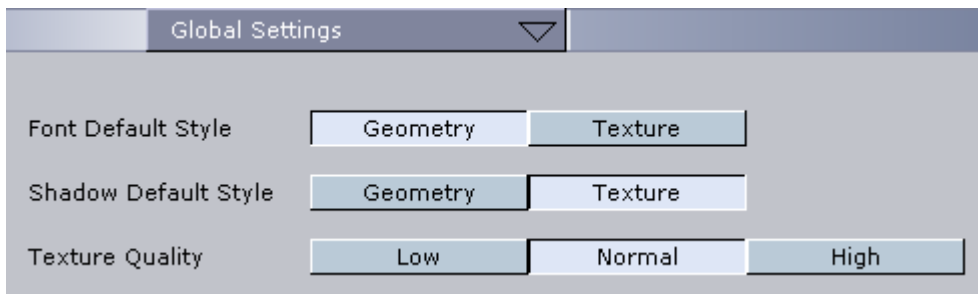 Global Settings
Font Default Style Geometry Texture
Shadow Default Style Geometry Texture
Texture Quality Low Normal High